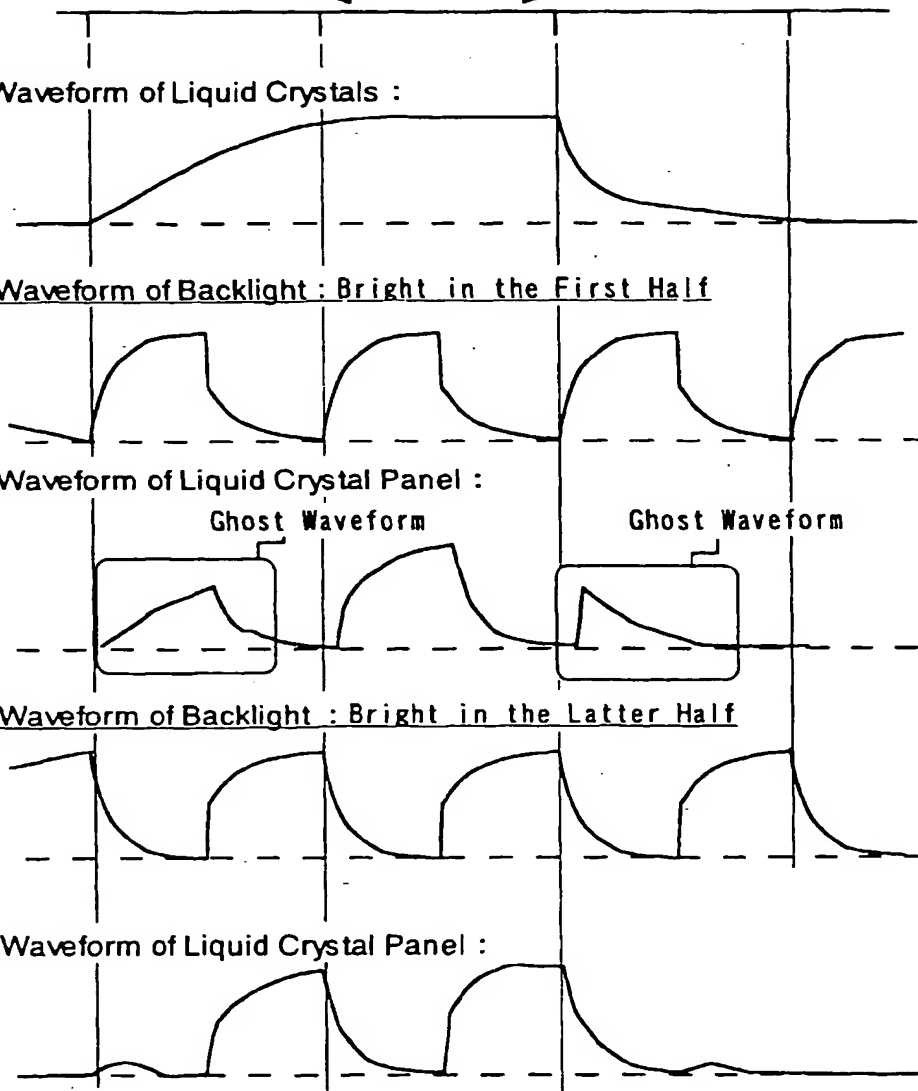 Waveform of Liquid Crystals :
Waveform of Backlight : Bright in the First Half
Waveform of Liquid Crystal Panel :
Ghost Waveform Ghost Waveform
Waveform of Backlight : Bright in the Latter Half
Waveform of Liquid Crystal Panel :